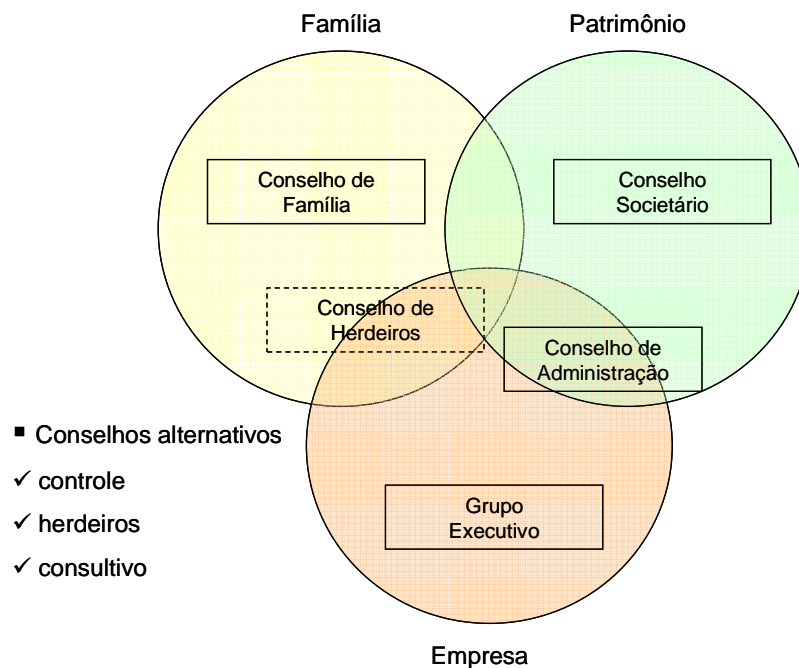 Família
Patrimônio
Conselho de
Família
Conselho
Societário
Conselho de
Herdeiros
Conselho de
Administração
▪ Conselhos alternativos
✓ controle
✓ herdeiros
✓ consultivo
Grupo
Executivo
Empresa